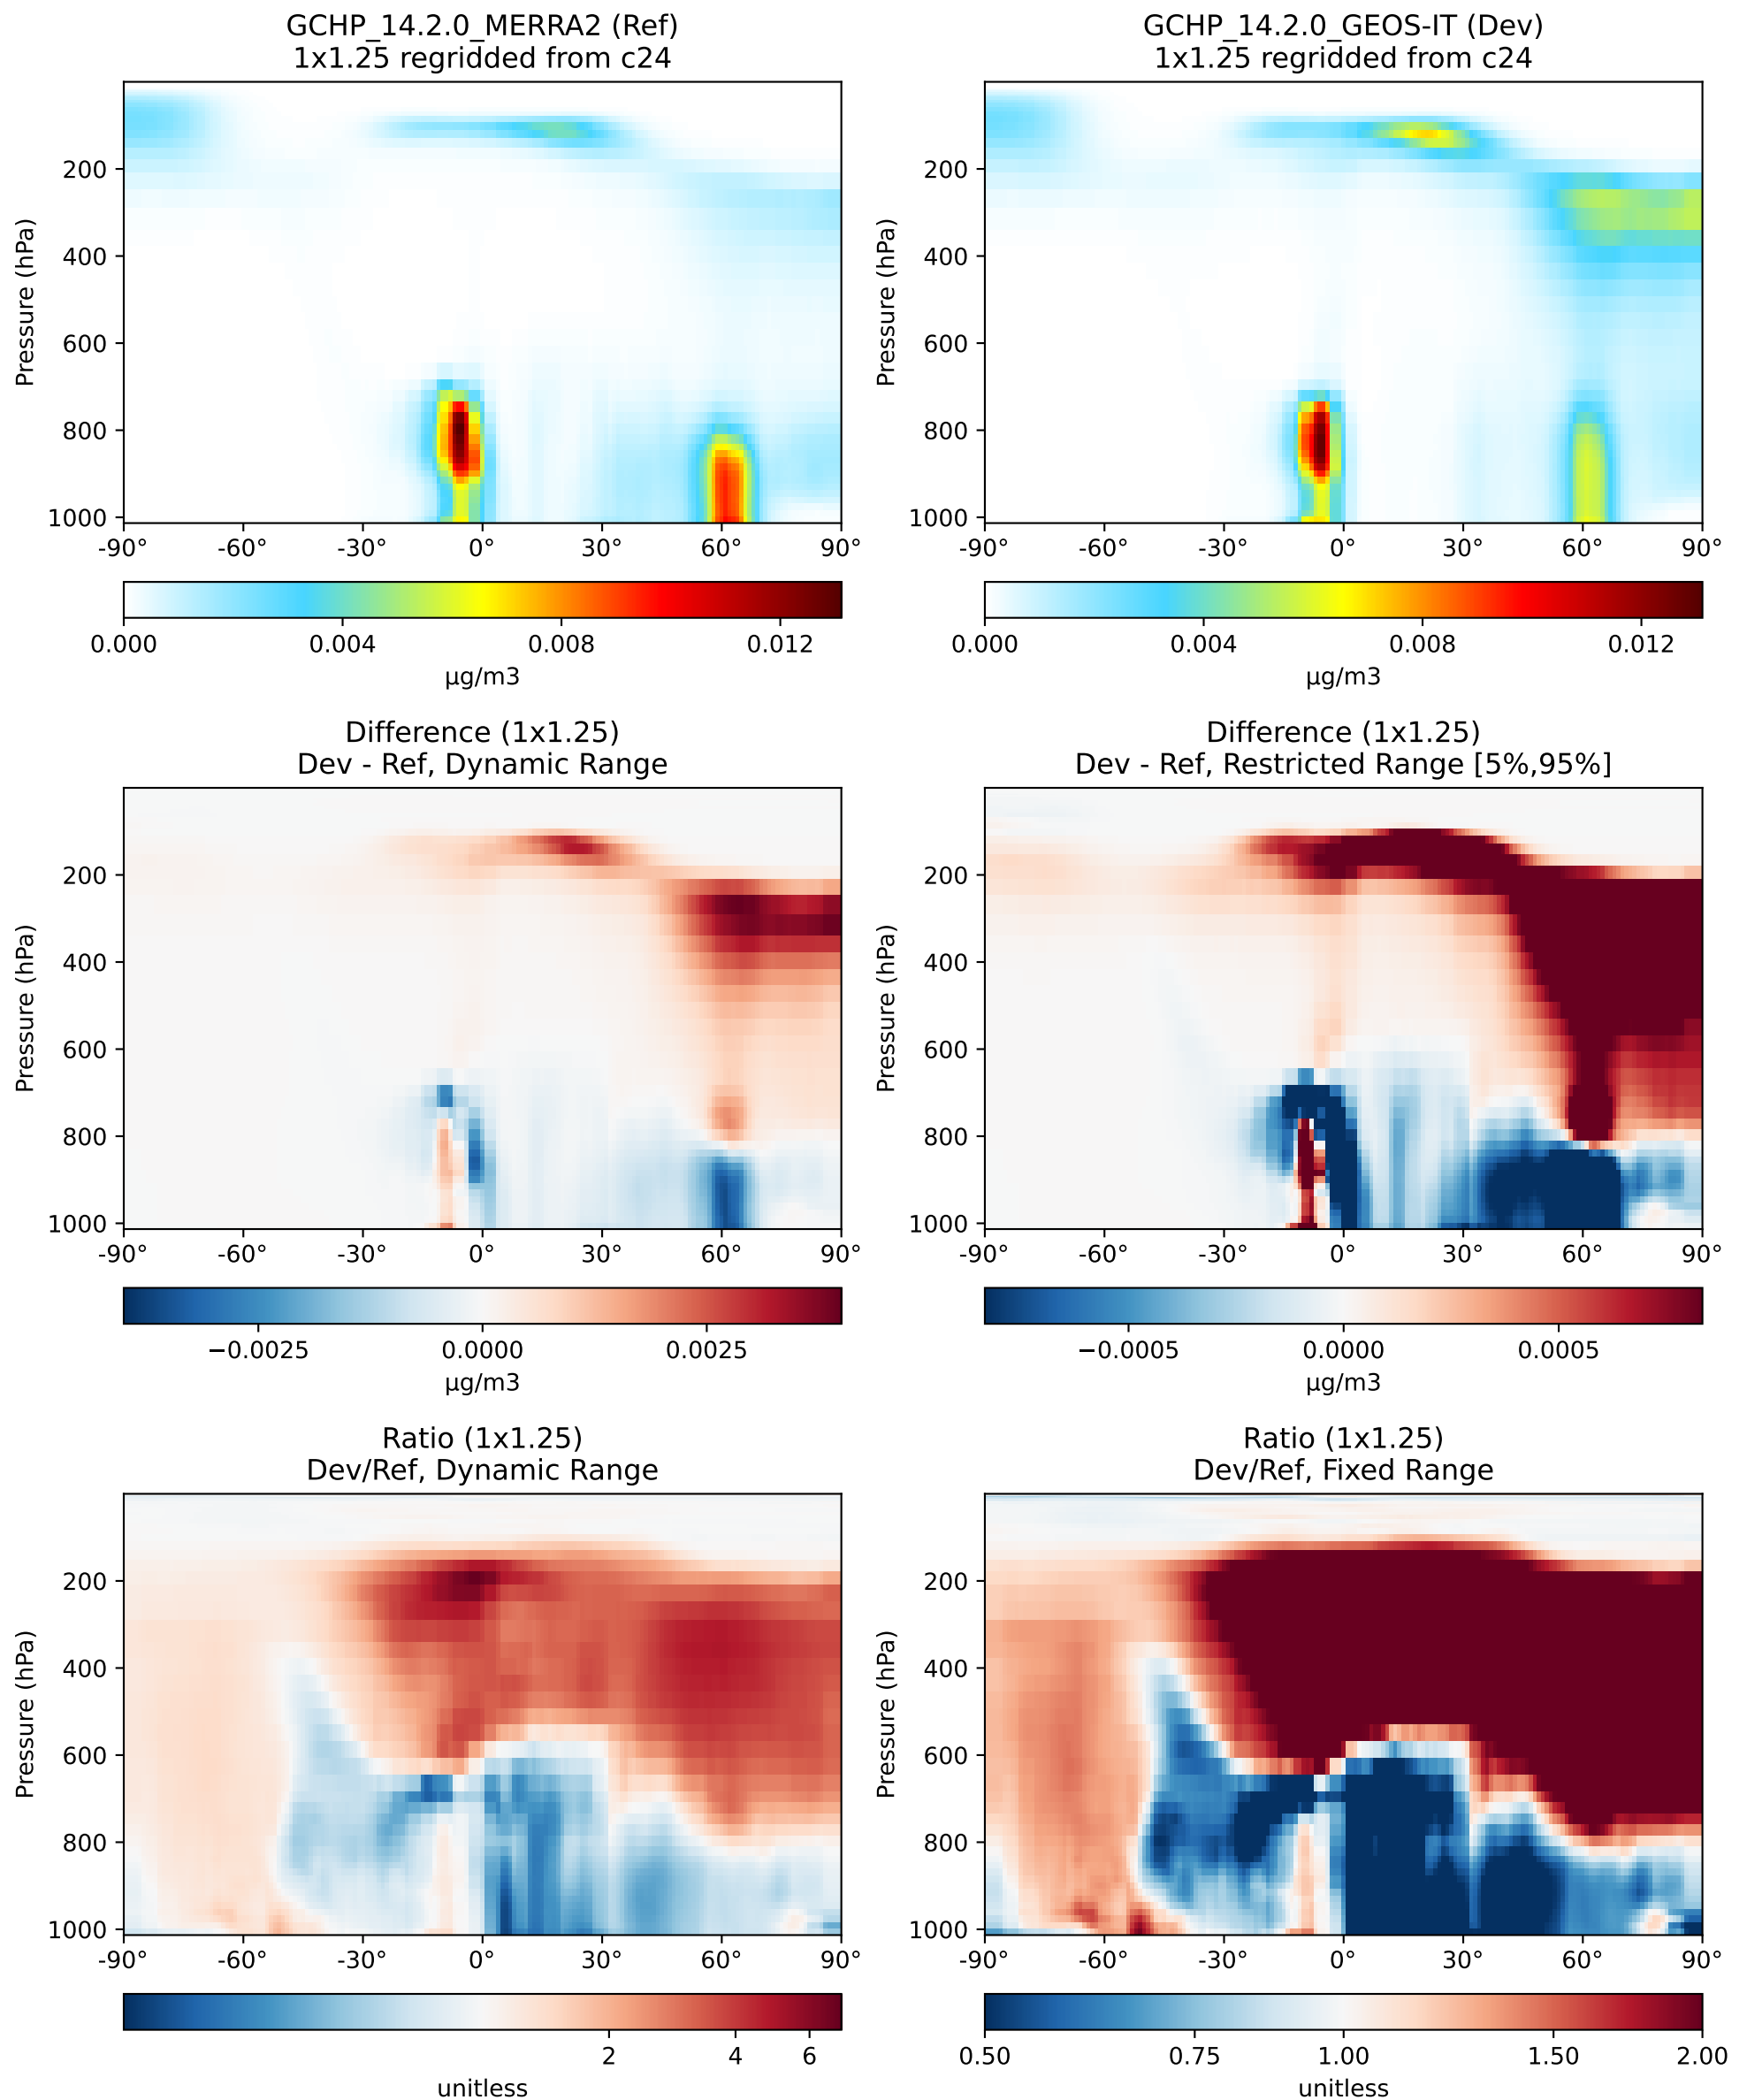 GCHP_14.2.0_MERRA2 (Ref)
1x1.25 regridded from c24
Pressure (hPa)
200
400
600
800
1000
-90° -60° -30° 0° 30° 60° 90°
0.000 0.004 0.008 0.012
µg/m3
GCHP_14.2.0_GEOS-IT (Dev)
1x1.25 regridded from c24
Pressure (hPa)
200
400
600
800
1000
-90° -60° -30° 0° 30° 60° 90°
0.000 0.004 0.008 0.012
µg/m3
Difference (1x1.25)
Dev - Ref, Dynamic Range
Pressure (hPa)
200
400
600
800
1000
-90° -60° -30° 0° 30° 60° 90°
−0.0025 0.0000 0.0025
µg/m3
Difference (1x1.25)
Dev - Ref, Restricted Range [5%,95%]
Pressure (hPa)
200
400
600
800
1000
-90° -60° -30° 0° 30° 60° 90°
−0.0005 0.0000 0.0005
µg/m3
Ratio (1x1.25)
Dev/Ref, Dynamic Range
Pressure (hPa)
200
400
600
800
1000
-90° -60° -30° 0° 30° 60° 90°
2 4 6
unitless
Ratio (1x1.25)
Dev/Ref, Fixed Range
Pressure (hPa)
200
400
600
800
1000
-90° -60° -30° 0° 30° 60° 90°
0.50 0.75 1.00 1.50 2.00
unitless